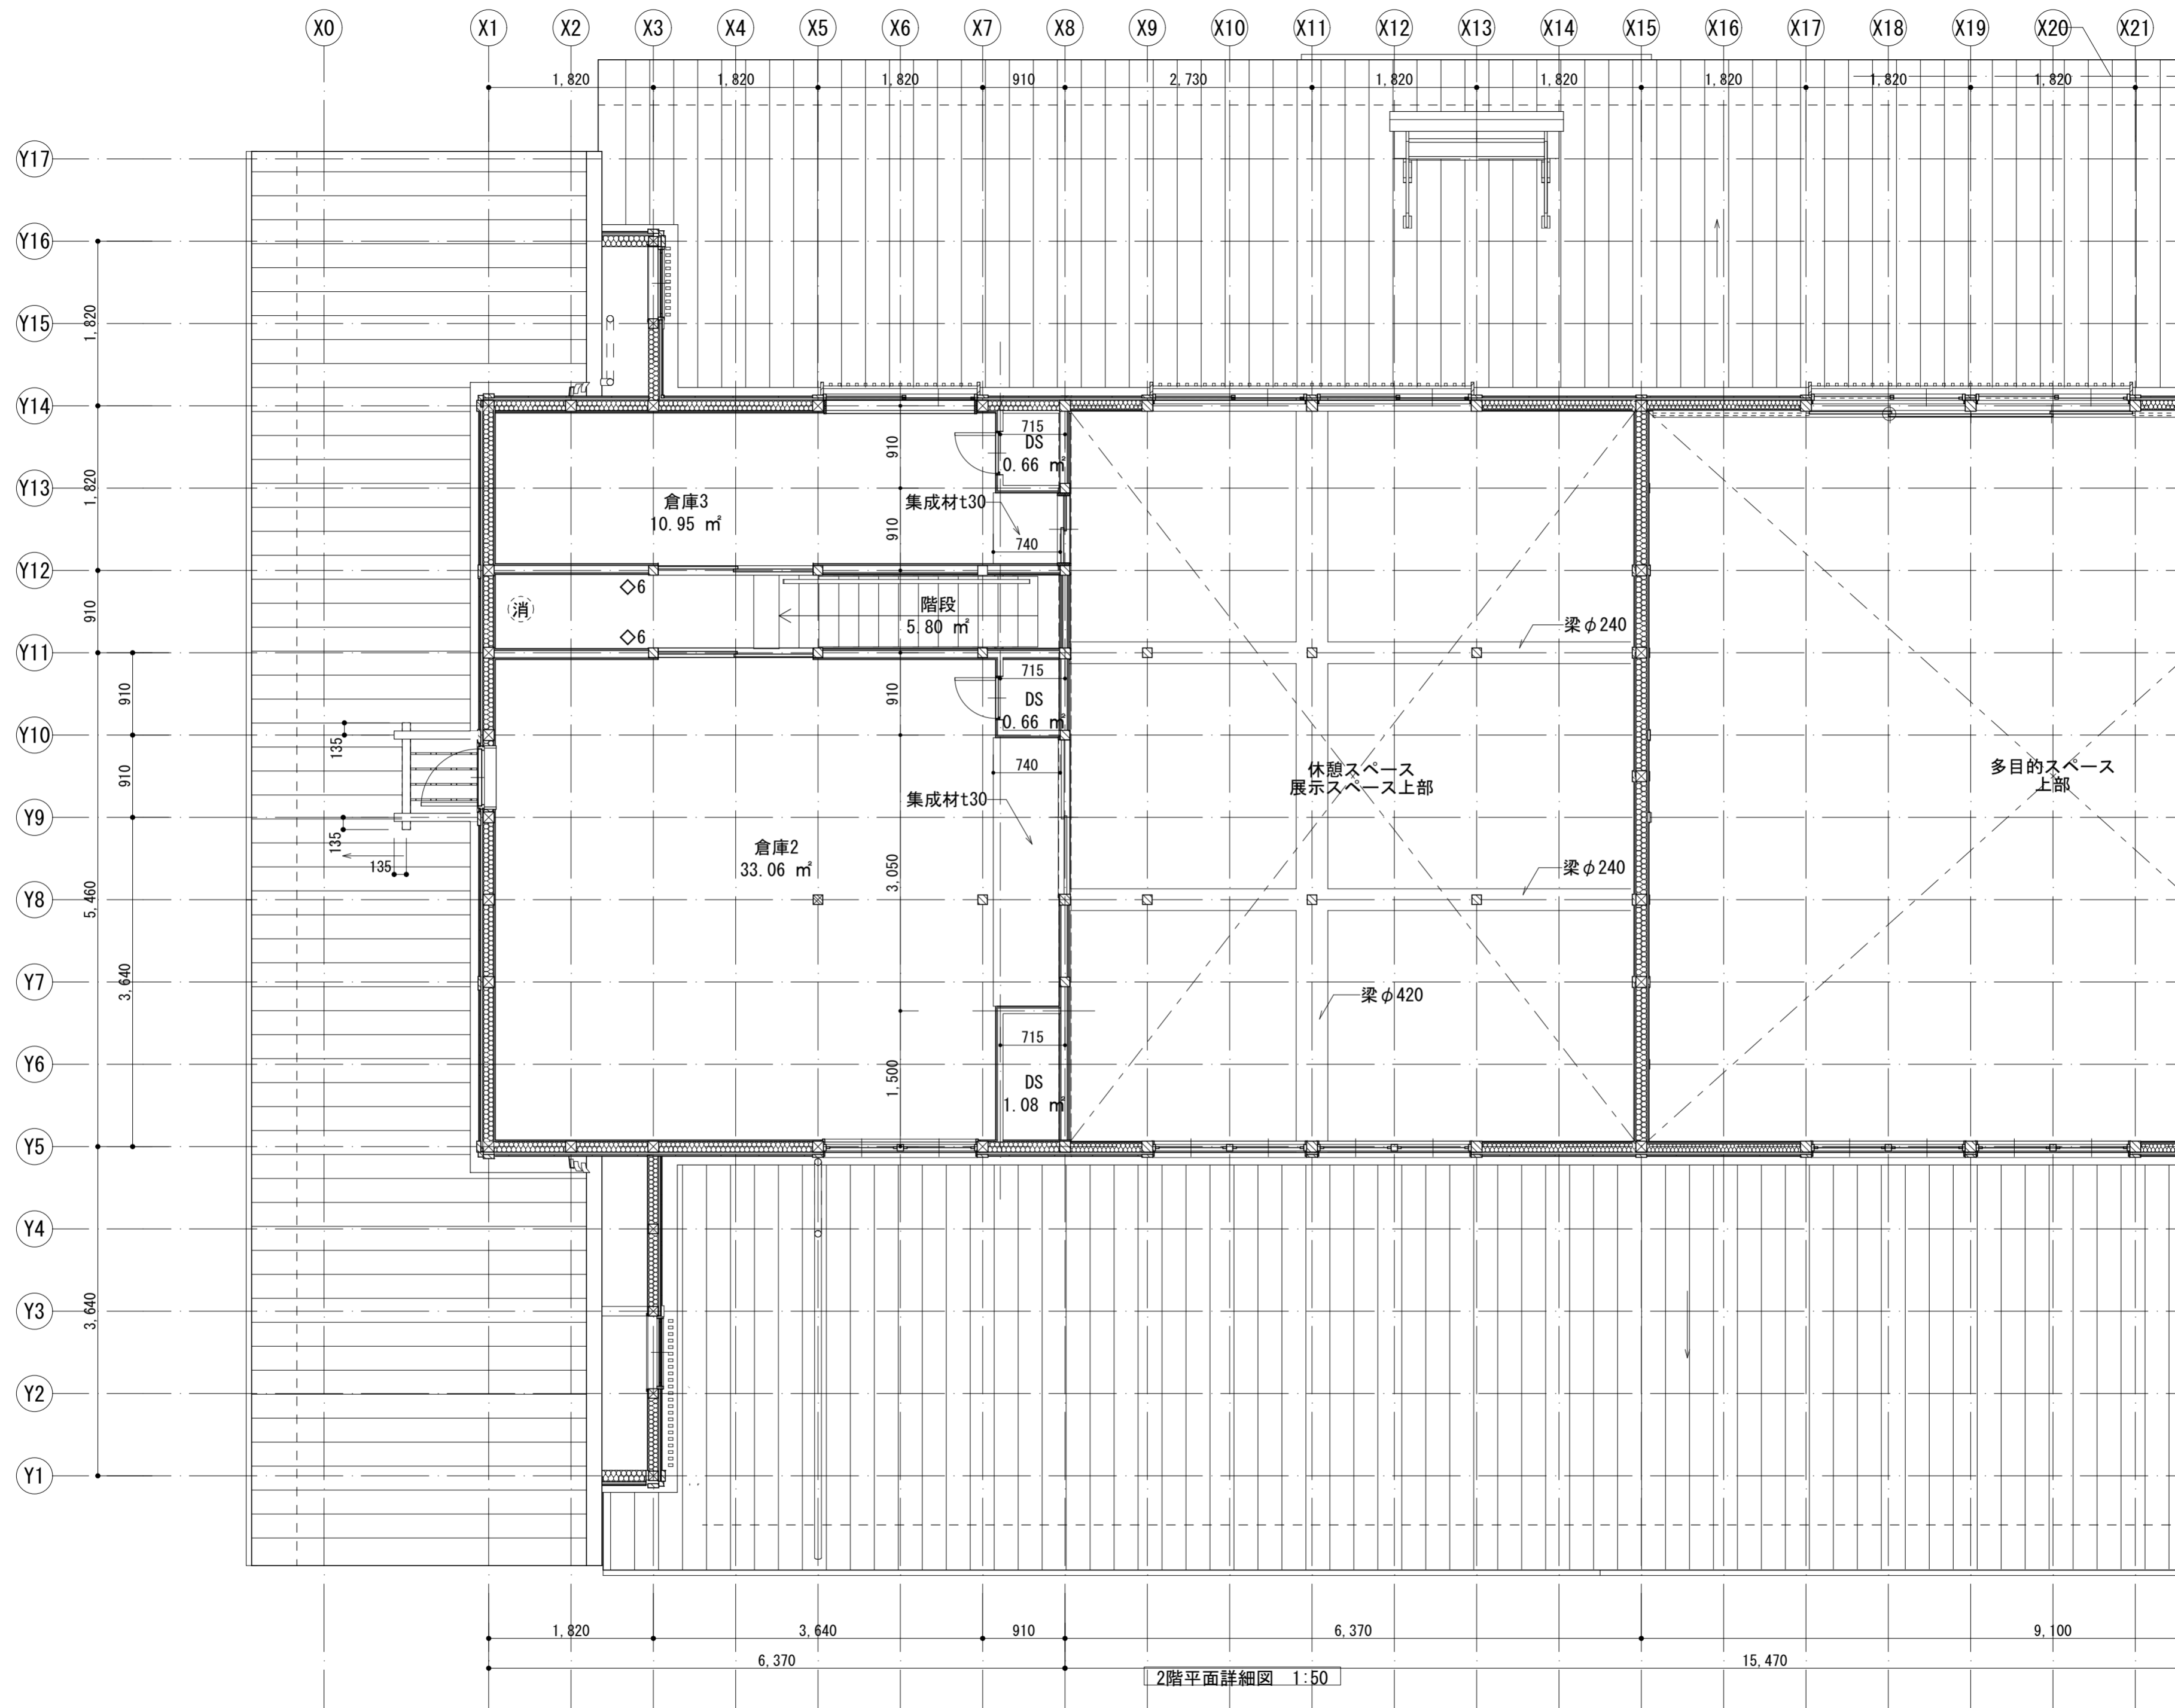 X0 X1 X2 X3 X4 X5 X6 X7 X8 X9 X10 X11 X12 X13 X14 X15 X16 X17 X18 X19 X20 X21
1,820 1,820 1,820 910 2,730 1,820 1,820 1,820 1,820 1,820
Y17
Y16
1,820
Y15
Y14
910
715
DS
0.66 ㎡
1,820
Y13
倉庫3
10.95 ㎡
集成材t30
910
740
Y12
910
◇6
消
階段
5.80 ㎡
◇6
梁φ240
Y11
910
910
715
DS
0.66 ㎡
Y10
135
910
740
休憩スペース
展示スペース上部
多目的スペース
上部
集成材t30
Y9
135
135
倉庫2
33.06 ㎡
3,050
梁φ240
5,460
Y8
3,640
Y7
梁φ420
715
Y6
1,500
DS
1.08 ㎡
Y5
Y4
3,640
Y3
Y2
Y1
1,820 3,640 910 6,370 9,100
6,370 15,470
2階平面詳細図 1:50